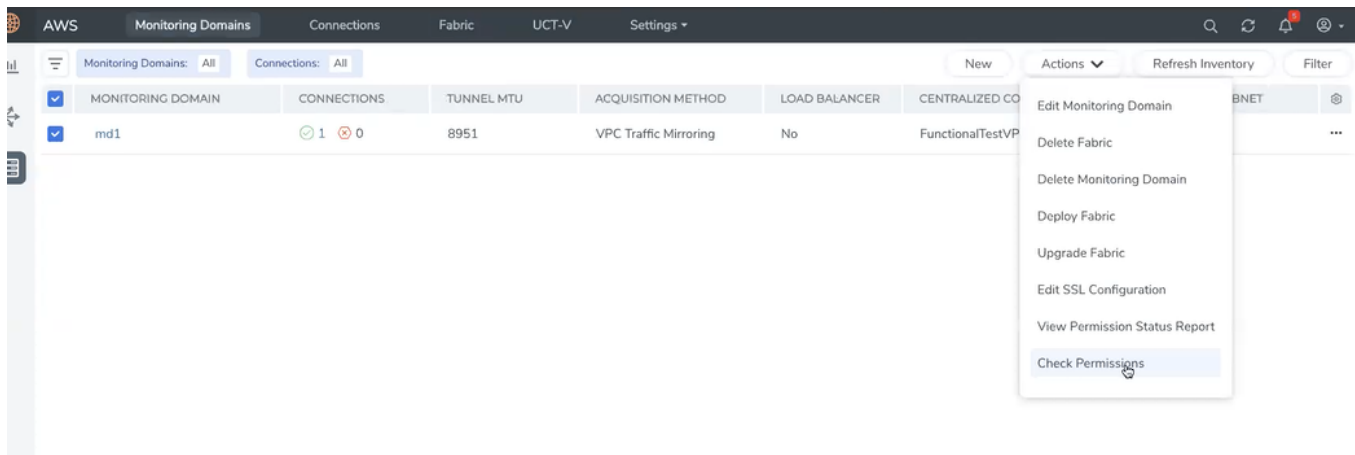 AWS Monitoring Domains Connections Fabric UCT-V Settings 5
Monitoring Domains: All Connections: All New Actions Refresh Inventory Filter
MONITORING DOMAIN CONNECTIONS TUNNEL MTU ACQUISITION METHOD LOAD BALANCER CENTRALIZED CO BNET
md1 1 0 8951 VPC Traffic Mirroring No FunctionalTestVP ...
Edit Monitoring Domain
Delete Fabric
Delete Monitoring Domain
Deploy Fabric
Upgrade Fabric
Edit SSL Configuration
View Permission Status Report
Check Permissions